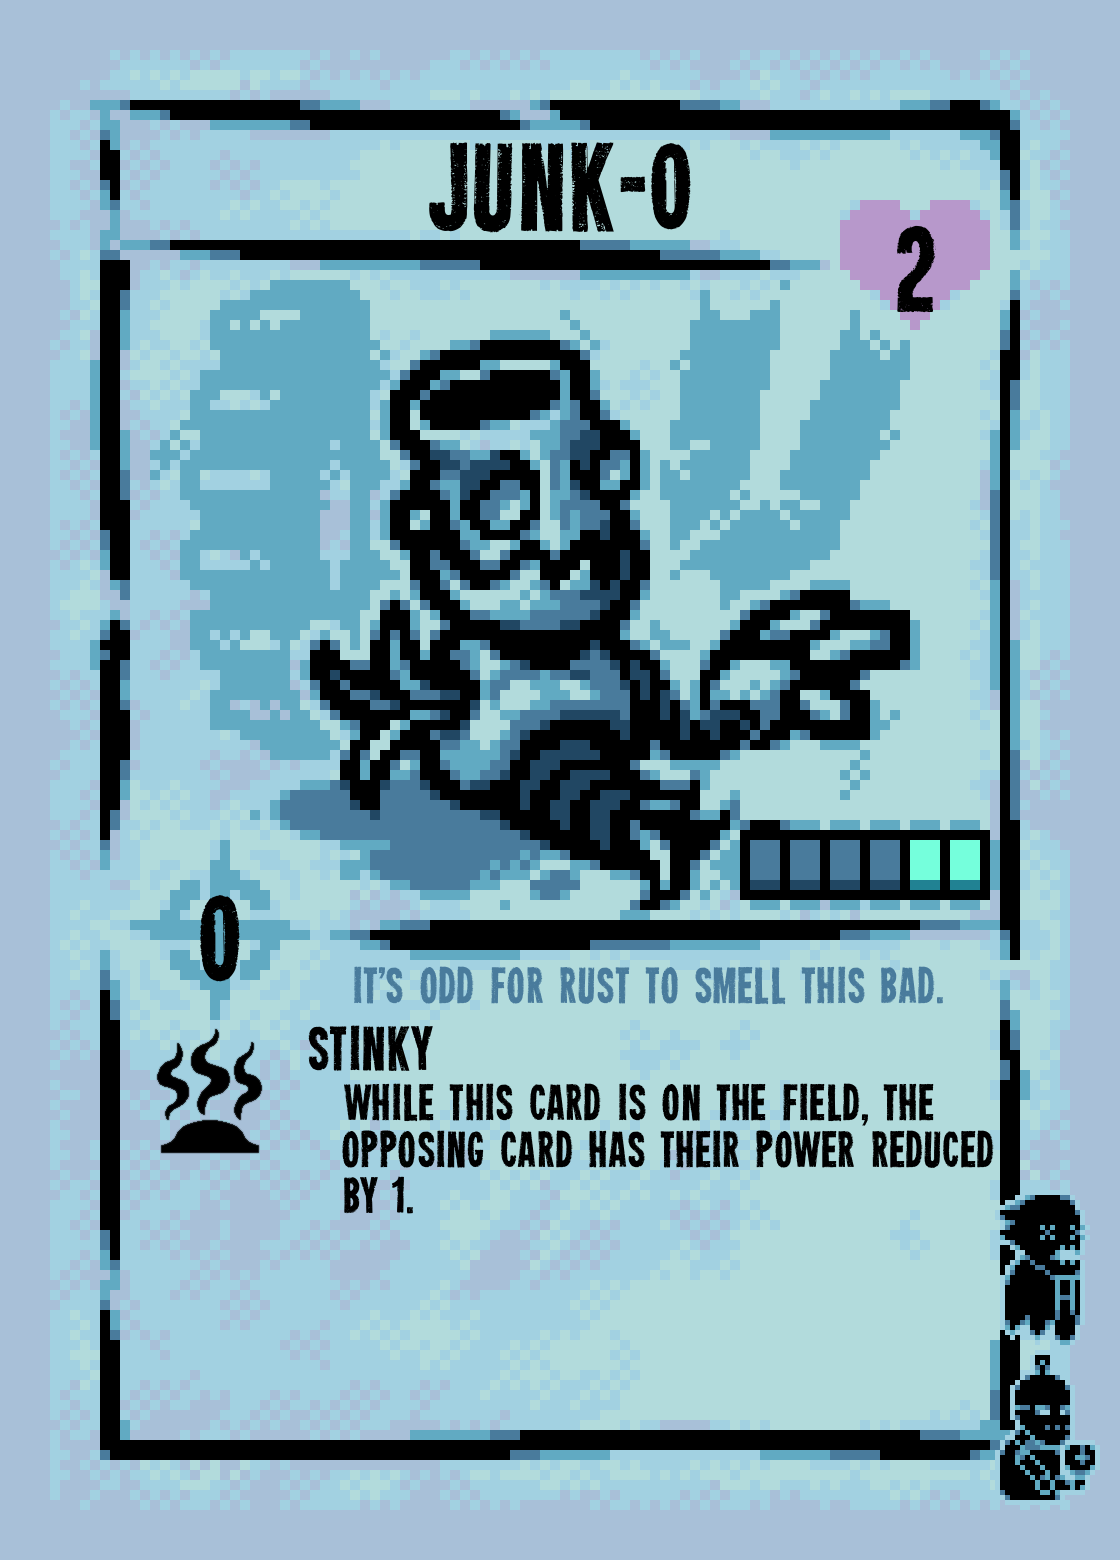 JUNK-O
2
0
IT'S ODD FOR RUST TO SMELL THIS BAD.
STINKY
WHILE THIS CARD IS ON THE FIELD, THE
OPPOSING CARD HAS THEIR POWER REDUCED
BY 1.